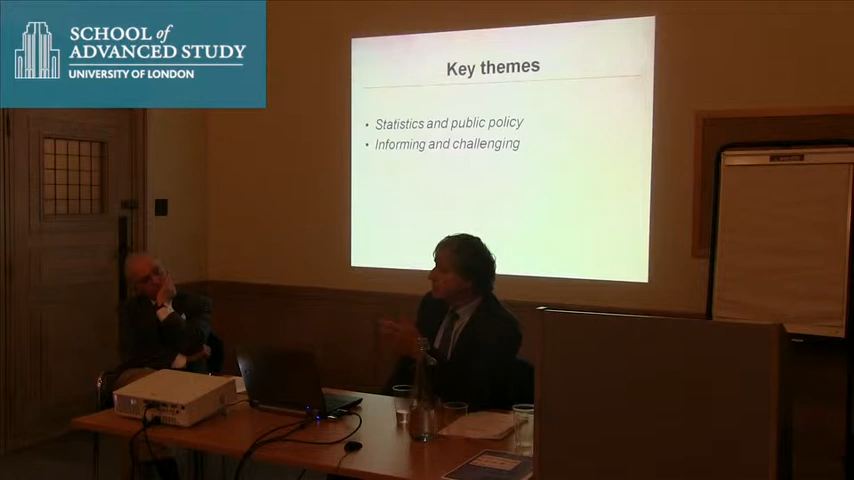 SCHOOL of
ADVANCED STUDY
UNIVERSITY OF LONDON
Key themes
• Statistics and public policy
• Informing and challenging